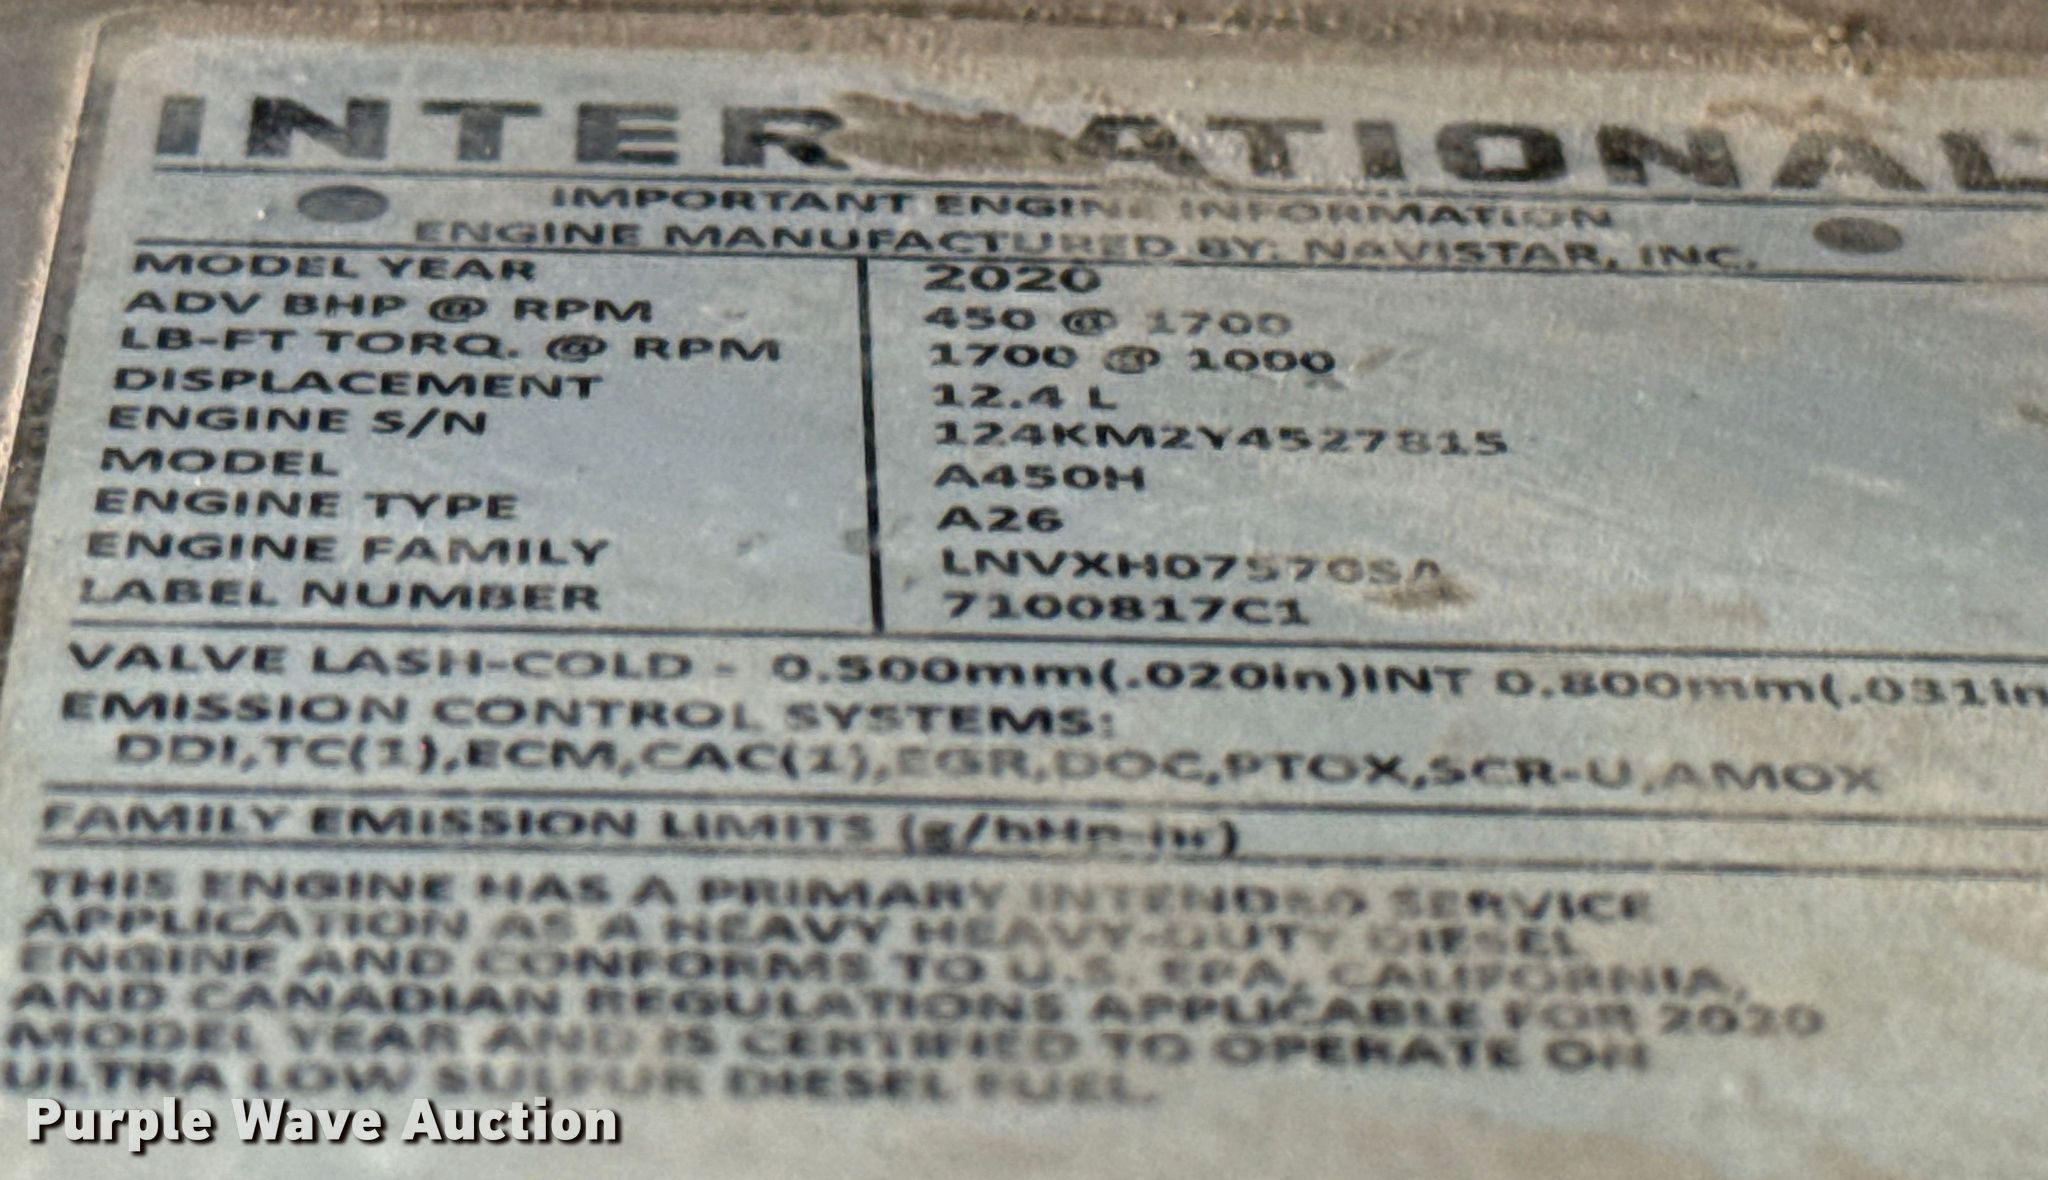 INTER ATIONAL
IMPORTANT ENGINE INFORMATION
ENGINE MANUFACTURED BY: NAVISTAR, INC.
MODEL YEAR 2020
ADV BHP @ RPM 450 @ 1700
LB-FT TORQ. @ RPM 1700 @ 1000
DISPLACEMENT 12.4 L
ENGINE S/N 124KM2Y4527815
MODEL A450H
ENGINE TYPE A26
ENGINE FAMILY LNVXH07570SA
LABEL NUMBER 7100817C1
VALVE LASH-COLD - 0.500mm(.020in)INT 0.800mm(.031in
EMISSION CONTROL SYSTEMS:
DDI,TC(1),ECM,CAC(1),EGR,DOC,PTOX,SCR-U,AMOX
FAMILY EMISSION LIMITS (g/bHp-hr)
THIS ENGINE HAS A PRIMARY INTENDED SERVICE
APPLICATION AS A HEAVY HEAVY-DUTY DIESEL
ENGINE AND CONFORMS TO U.S. EPA, CALIFORNIA,
AND CANADIAN REGULATIONS APPLICABLE FOR 2020
MODEL YEAR AND IS CERTIFIED TO OPERATE ON
ULTRA LOW SULFUR DIESEL FUEL.
Purple Wave Auction